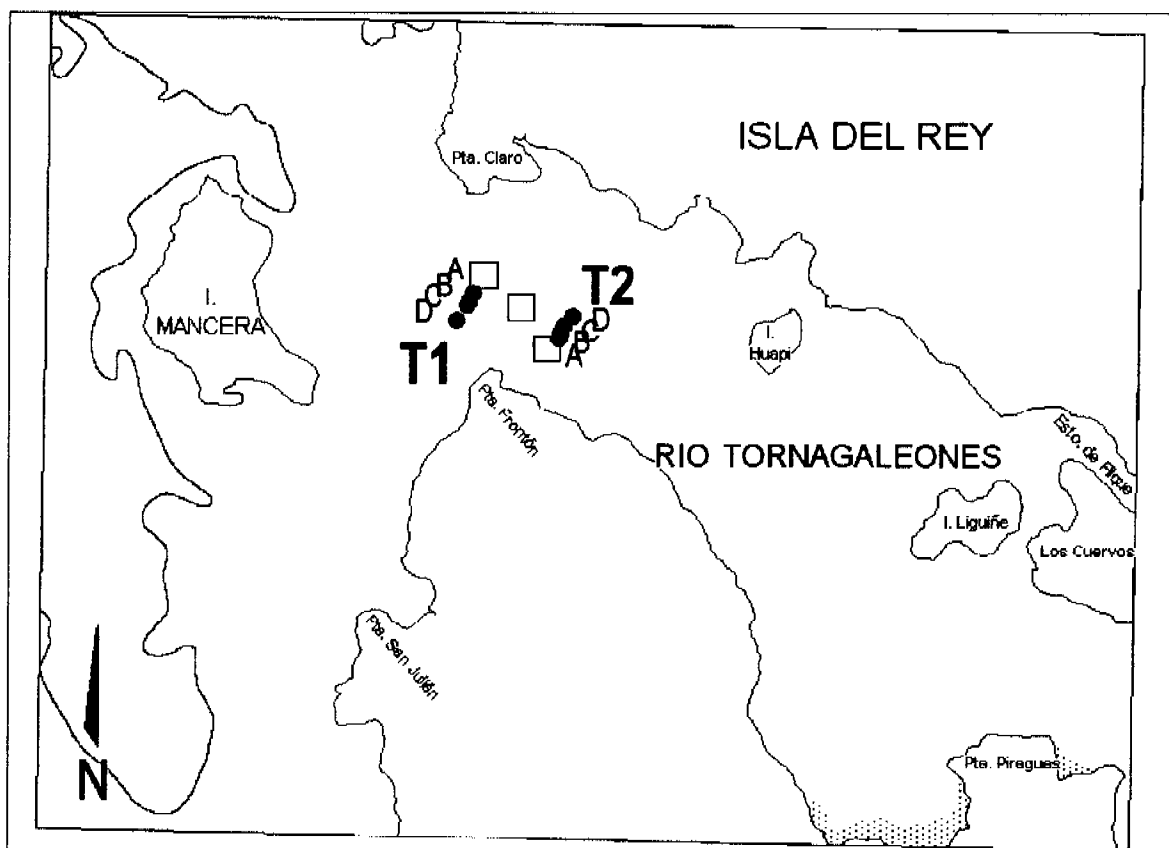 ISLA DEL REY
Pta. Claro
A
B
C
D
T2
I.
MANCERA
D
C
B
A
I.
Huapi
T1
Pta. Frontón
RIO TORNAGALEONES
Esto. de Pique
I. Liguiñe
Los Cuervos
Pta. San Julián
Pta. Piraguas
N